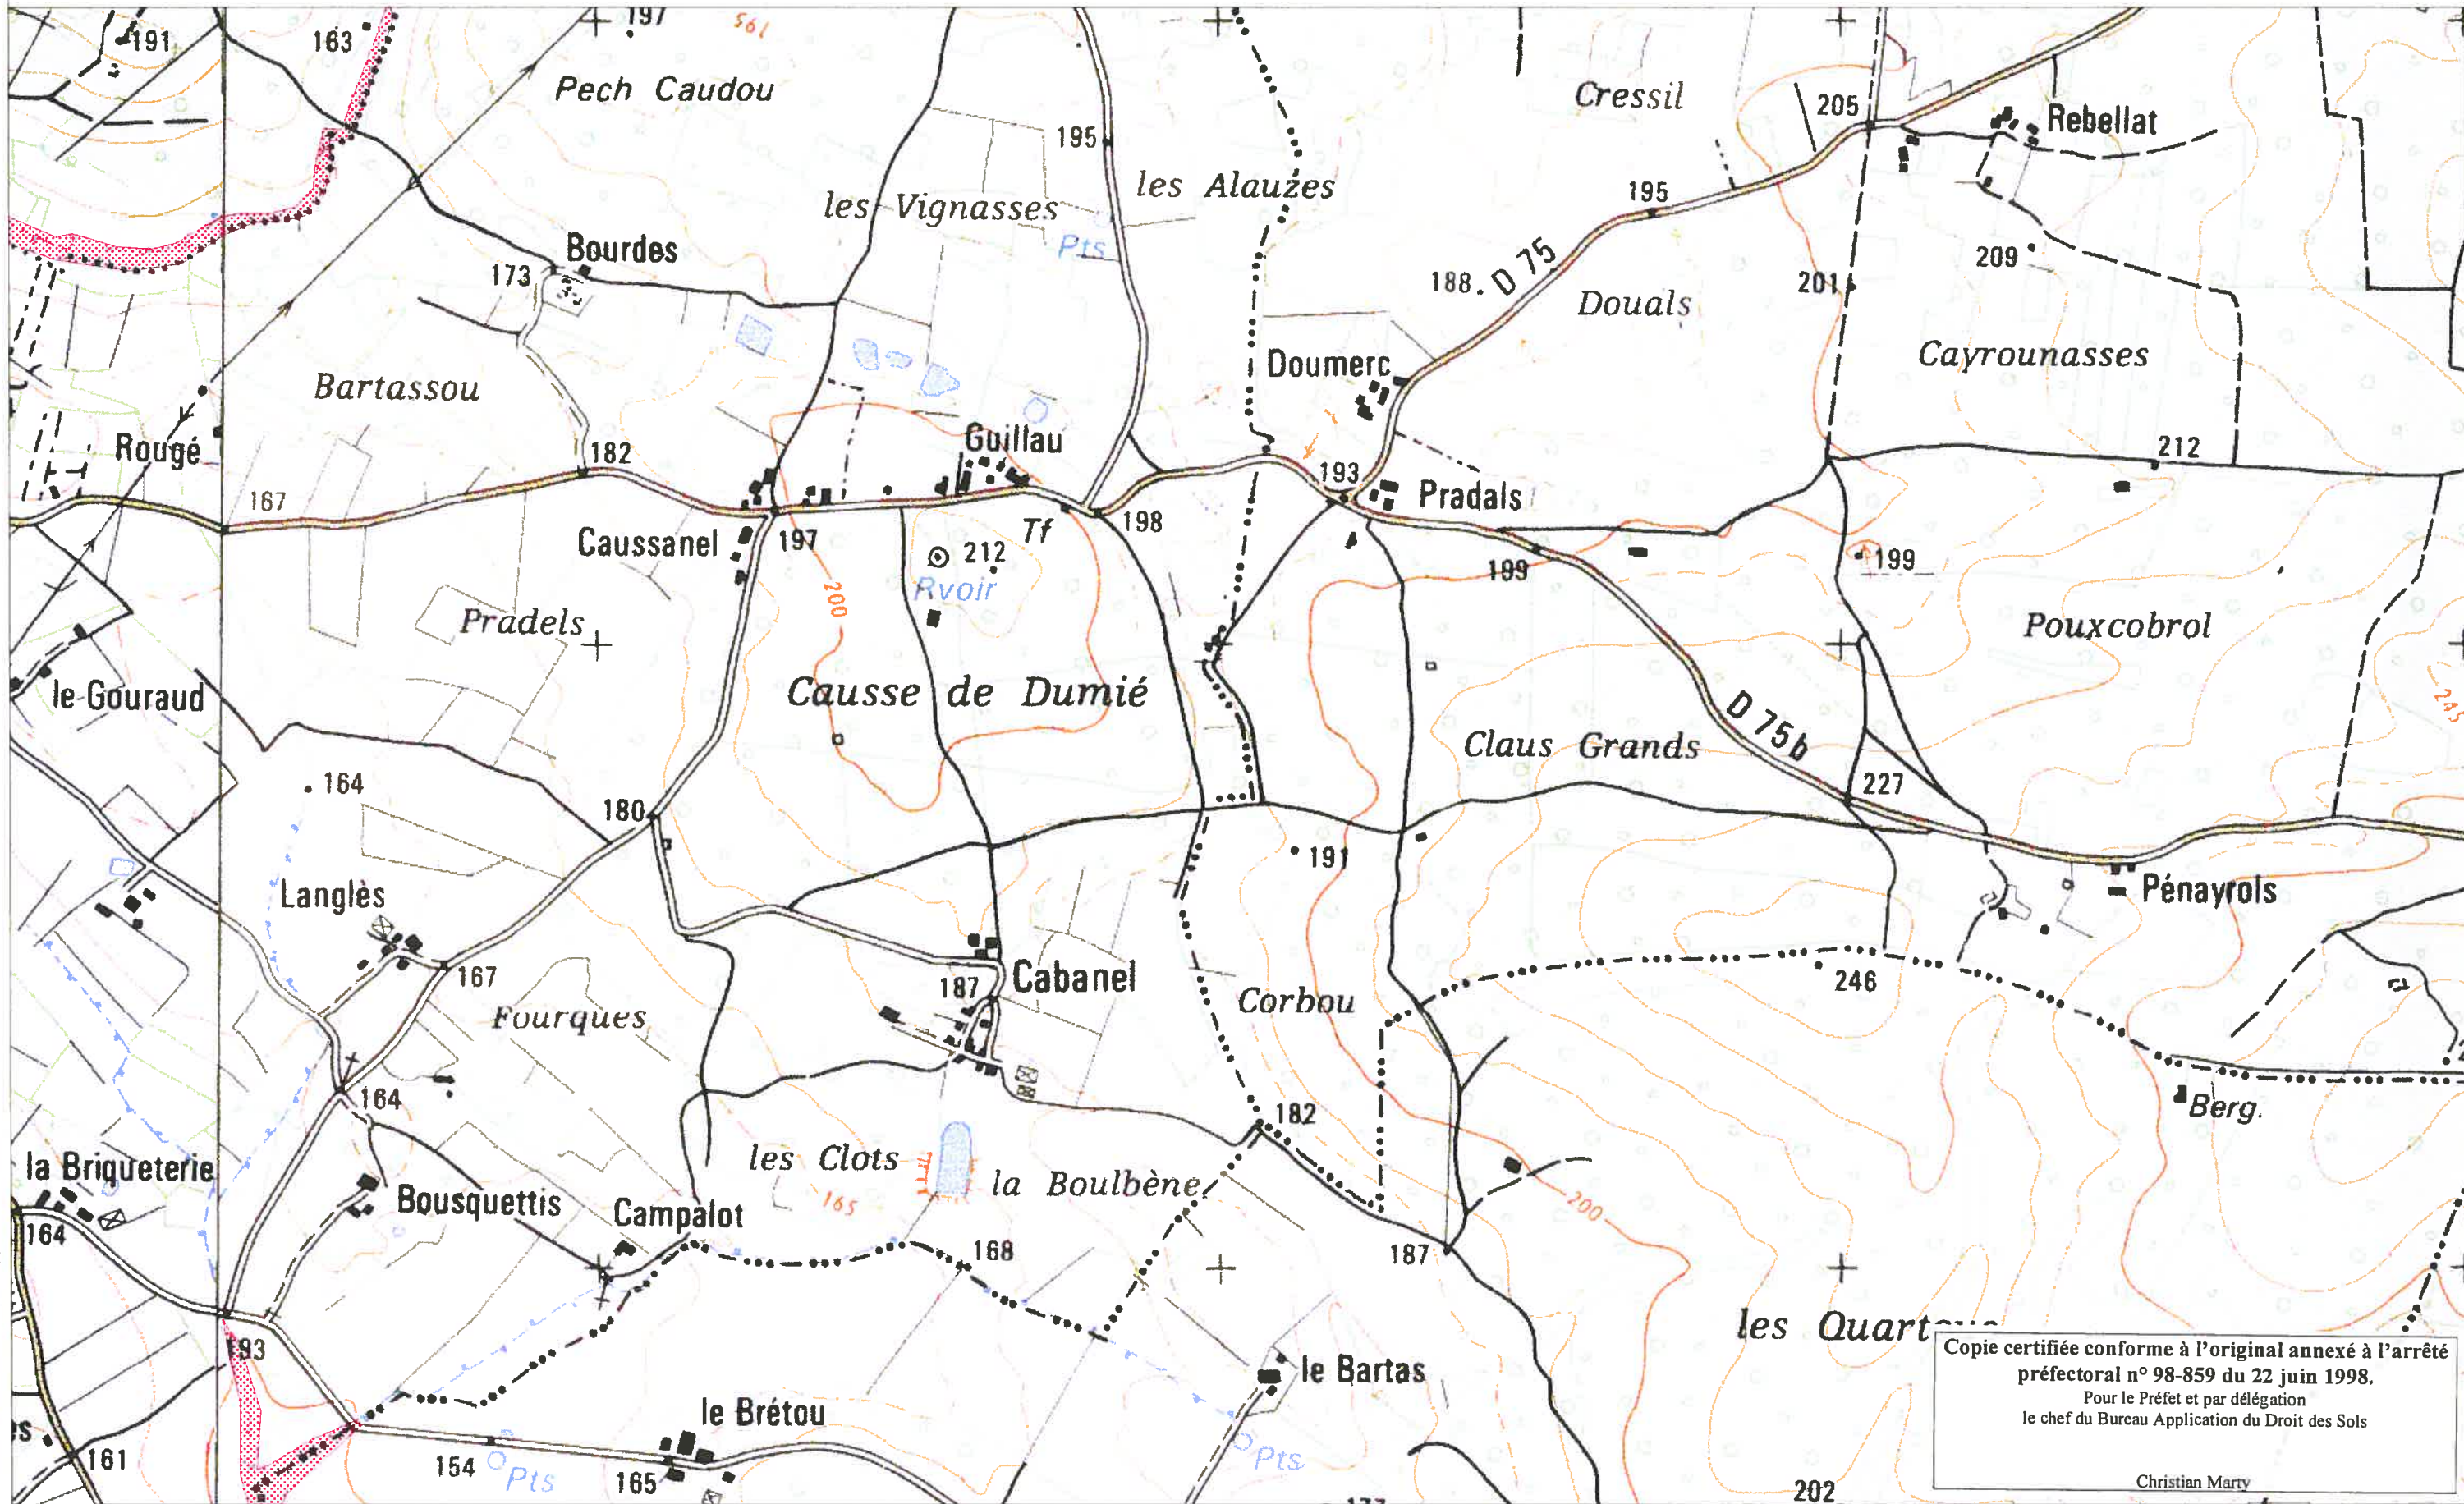 191
163
197
195
Pech Caudou
Cressil
205
Rebellat
195
les Alauzes
les Vignasses
195
Pts
Bourdes
173
209
188.
D 75
201
Douals
Cayrounasses
Doumerc
Bartassou
Rougé
182
Guillau
212
193
Pradals
167
198
Tf
Caussanel
197
212
199
199
Rvoir
200
Pradels
Pouxcobrol
le Gouraud
Causse de Dumié
245
D 75b
Claus Grands
164
180
227
191
Langlès
Pénayrols
167
187
Cabanel
246
Corbou
Fourques
164
182
Berg.
la Briqueterie
les Clots
la Boulbène
165
Bousquettis
Campalot
200
164
168
187
les Quart
193
le Bartas
le Brétou
161
154
Pts
165
Pts
202
Copie certifiée conforme à l'original annexé à l'arrêté
préfectoral n° 98-859 du 22 juin 1998.
Pour le Préfet et par délégation
le chef du Bureau Application du Droit des Sols
Christian Marty